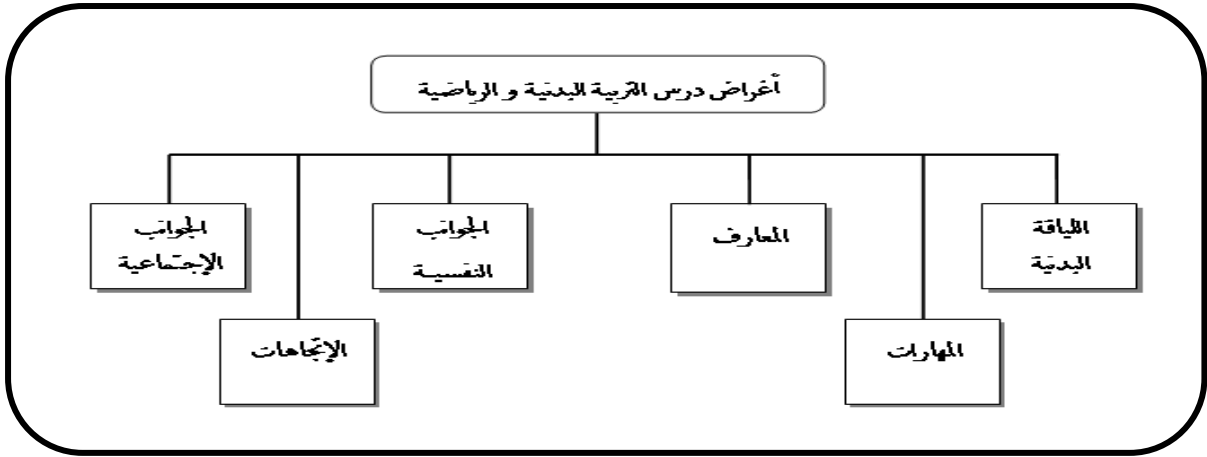 أغراض درس التربية البدنية و الرياضية
اللياقة
البدنية
المهارات
المعارف
الجوانب
النفسية
الإتجاهات
الجوانب
الإجتماعية